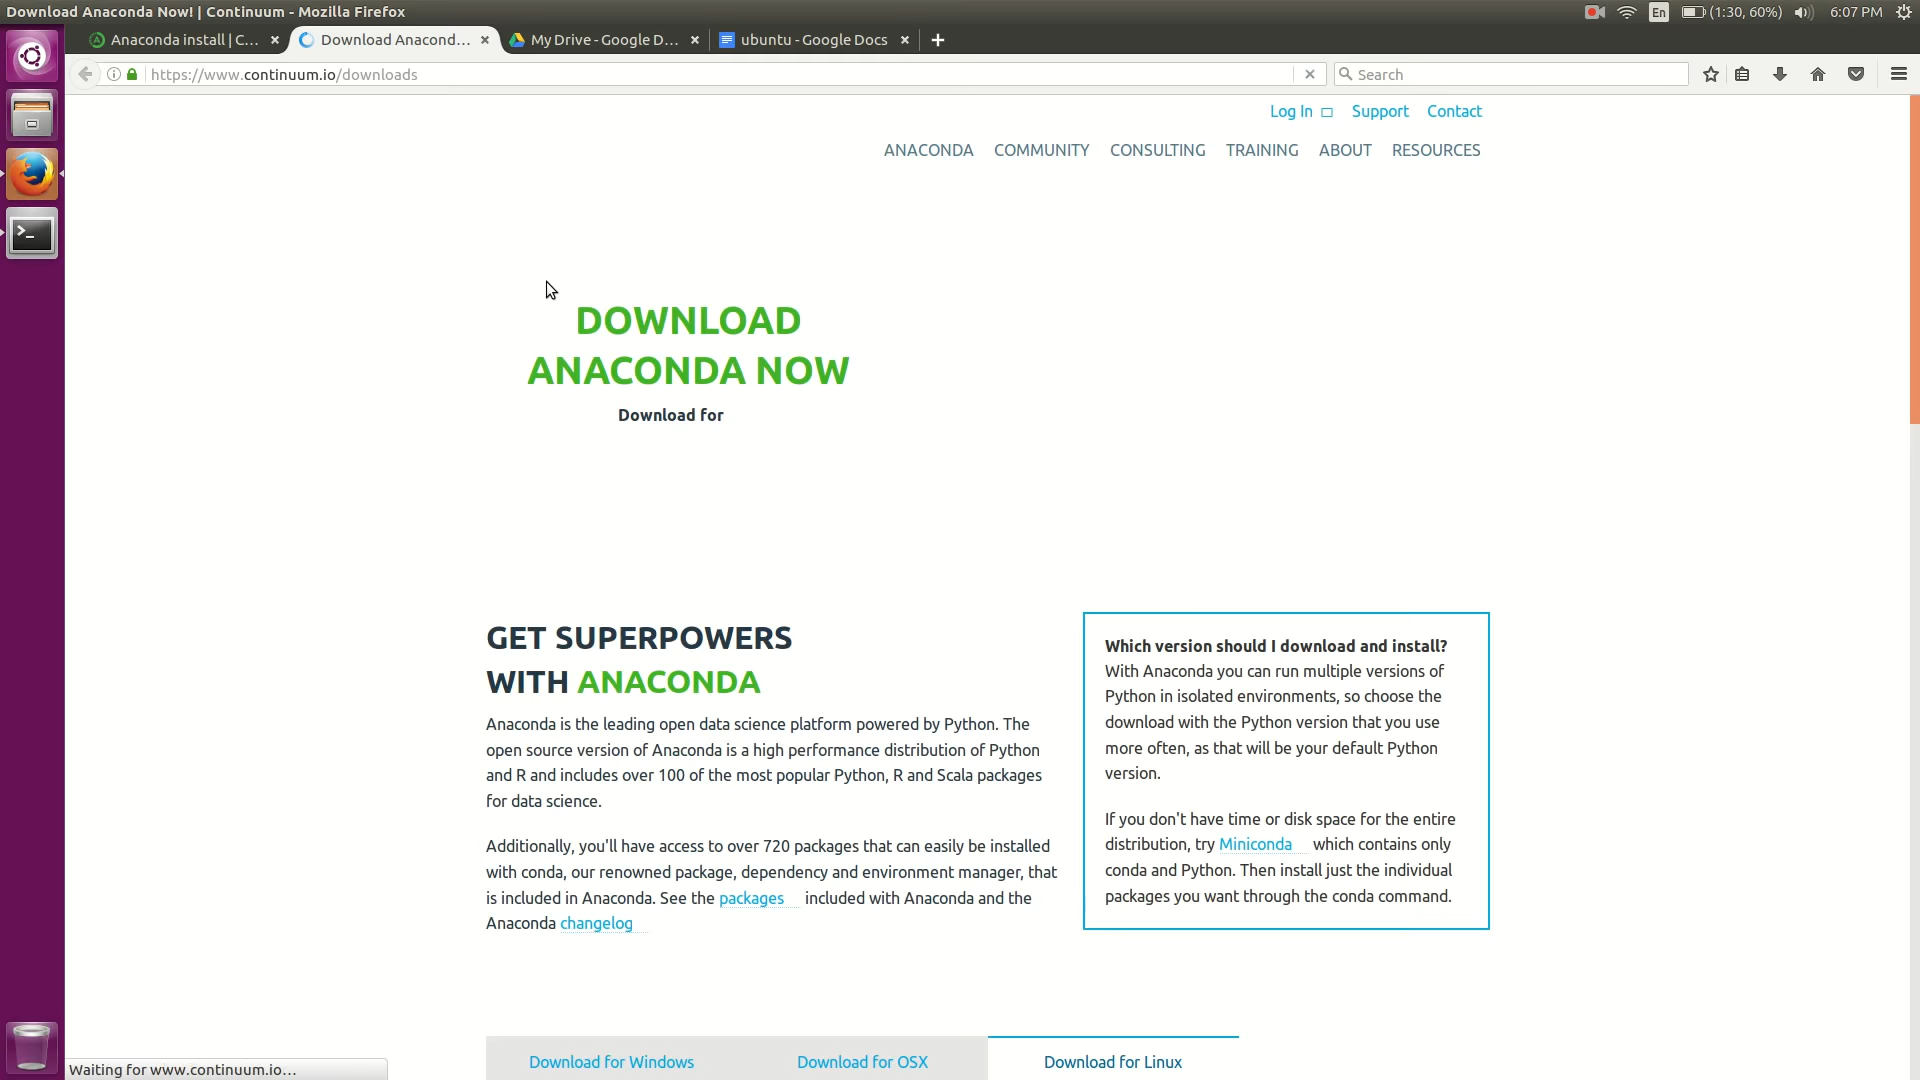 Download Anaconda Now! | Continuum - Mozilla Firefox
En (1:30, 60%) 6:07 PM
Anaconda install | C...
Download Anacond...
My Drive - Google D...
ubuntu - Google Docs
https://www.continuum.io/downloads
Search
Log In Support Contact
ANACONDA COMMUNITY CONSULTING TRAINING ABOUT RESOURCES
DOWNLOAD
ANACONDA NOW
Download for
GET SUPERPOWERS
WITH ANACONDA
Anaconda is the leading open data science platform powered by Python. The
open source version of Anaconda is a high performance distribution of Python
and R and includes over 100 of the most popular Python, R and Scala packages
for data science.
Additionally, you'll have access to over 720 packages that can easily be installed
with conda, our renowned package, dependency and environment manager, that
is included in Anaconda. See the packages included with Anaconda and the
Anaconda changelog
Which version should I download and install?
With Anaconda you can run multiple versions of
Python in isolated environments, so choose the
download with the Python version that you use
more often, as that will be your default Python
version.
If you don't have time or disk space for the entire
distribution, try Miniconda which contains only
conda and Python. Then install just the individual
packages you want through the conda command.
Download for Windows
Download for OSX
Download for Linux
Waiting for www.continuum.io...